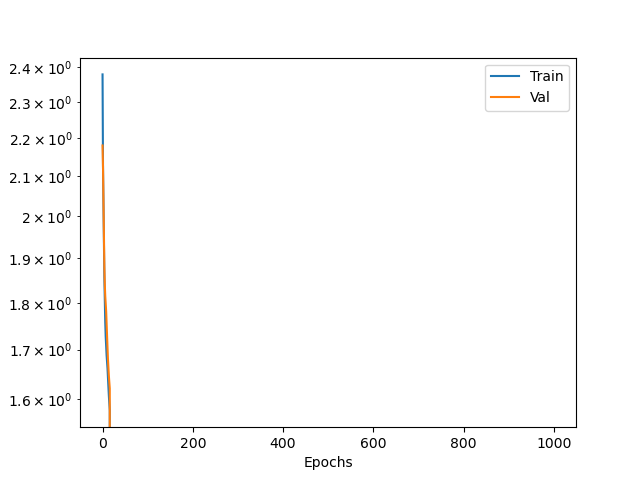 2.4 × 10⁰
2.3 × 10⁰
2.2 × 10⁰
2.1 × 10⁰
2 × 10⁰
1.9 × 10⁰
1.8 × 10⁰
1.7 × 10⁰
1.6 × 10⁰
Train
Val
0 200 400 600 800 1000
Epochs